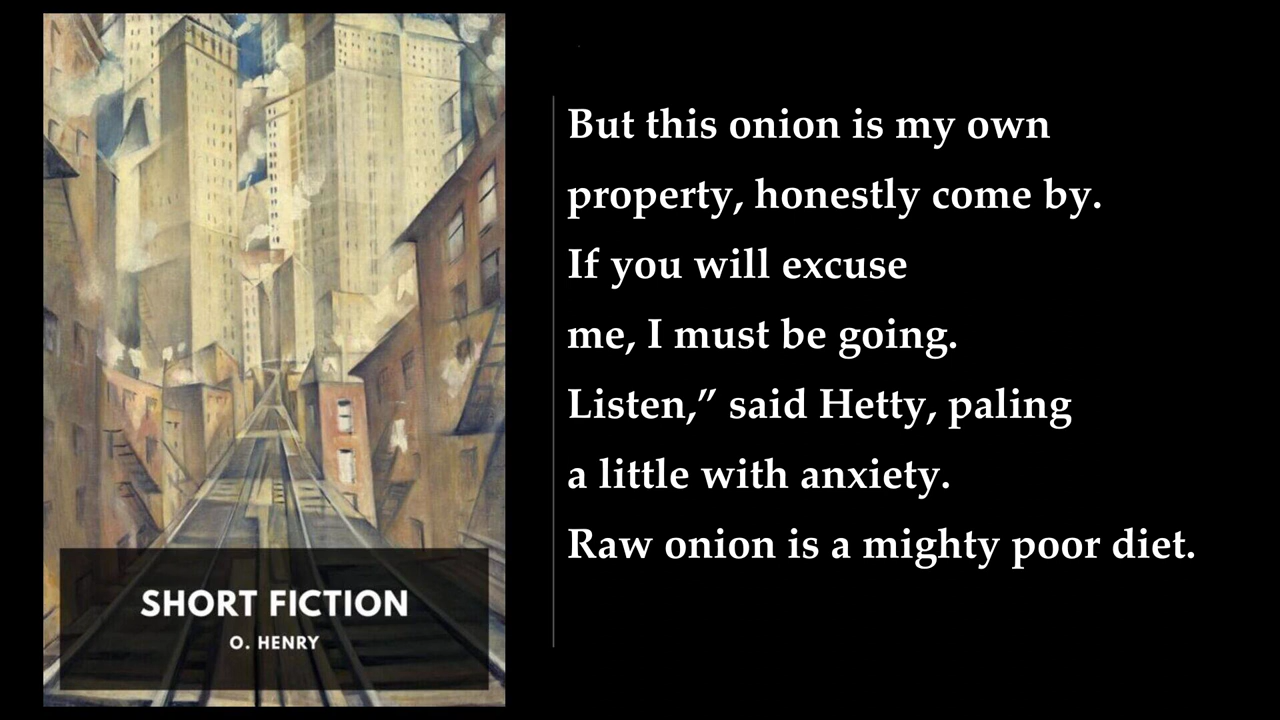 SHORT FICTION
O. HENRY
But this onion is my own
property, honestly come by.
If you will excuse
me, I must be going.
Listen,” said Hetty, paling
a little with anxiety.
Raw onion is a mighty poor diet.